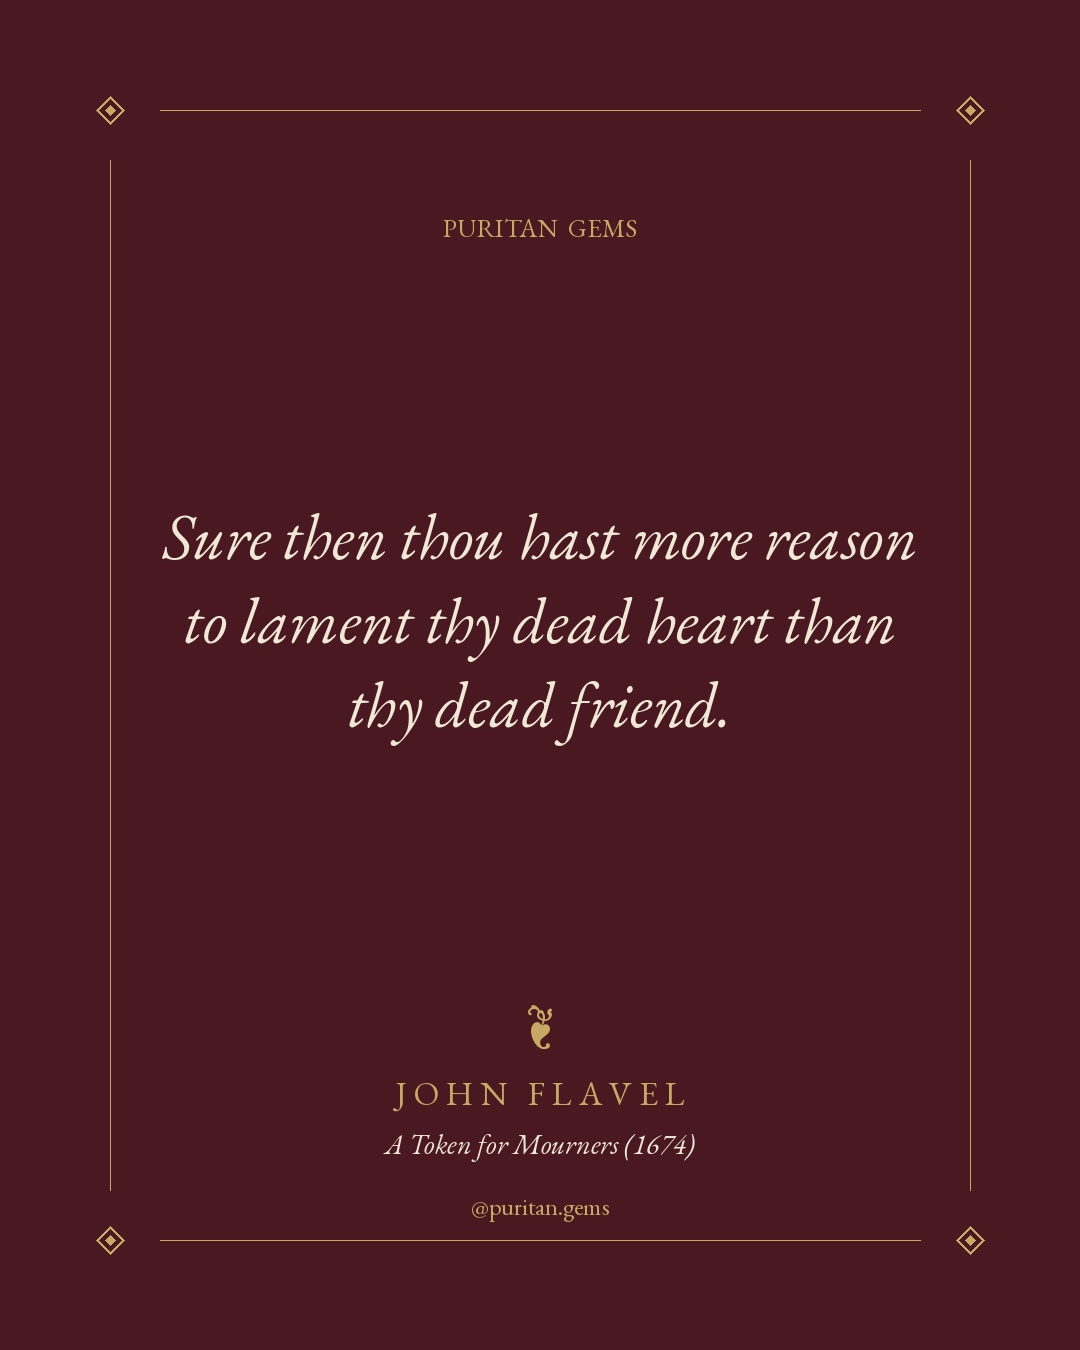 PURITAN GEMS
Sure then thou hast more reason
to lament thy dead heart than
thy dead friend.
JOHN FLAVEL
A Token for Mourners (1674)
@puritan.gems